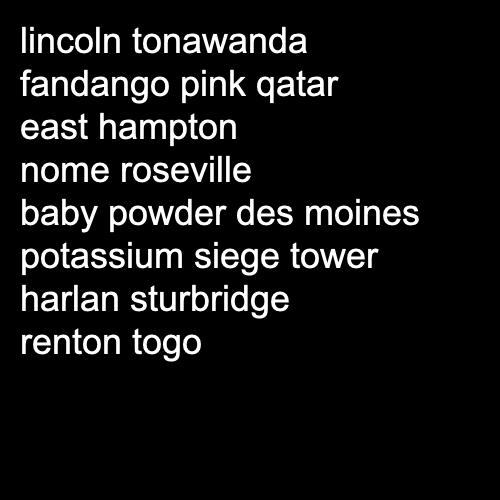 lincoln tonawanda
fandango pink qatar
east hampton
nome roseville
baby powder des moines
potassium siege tower
harlan sturbridge
renton togo